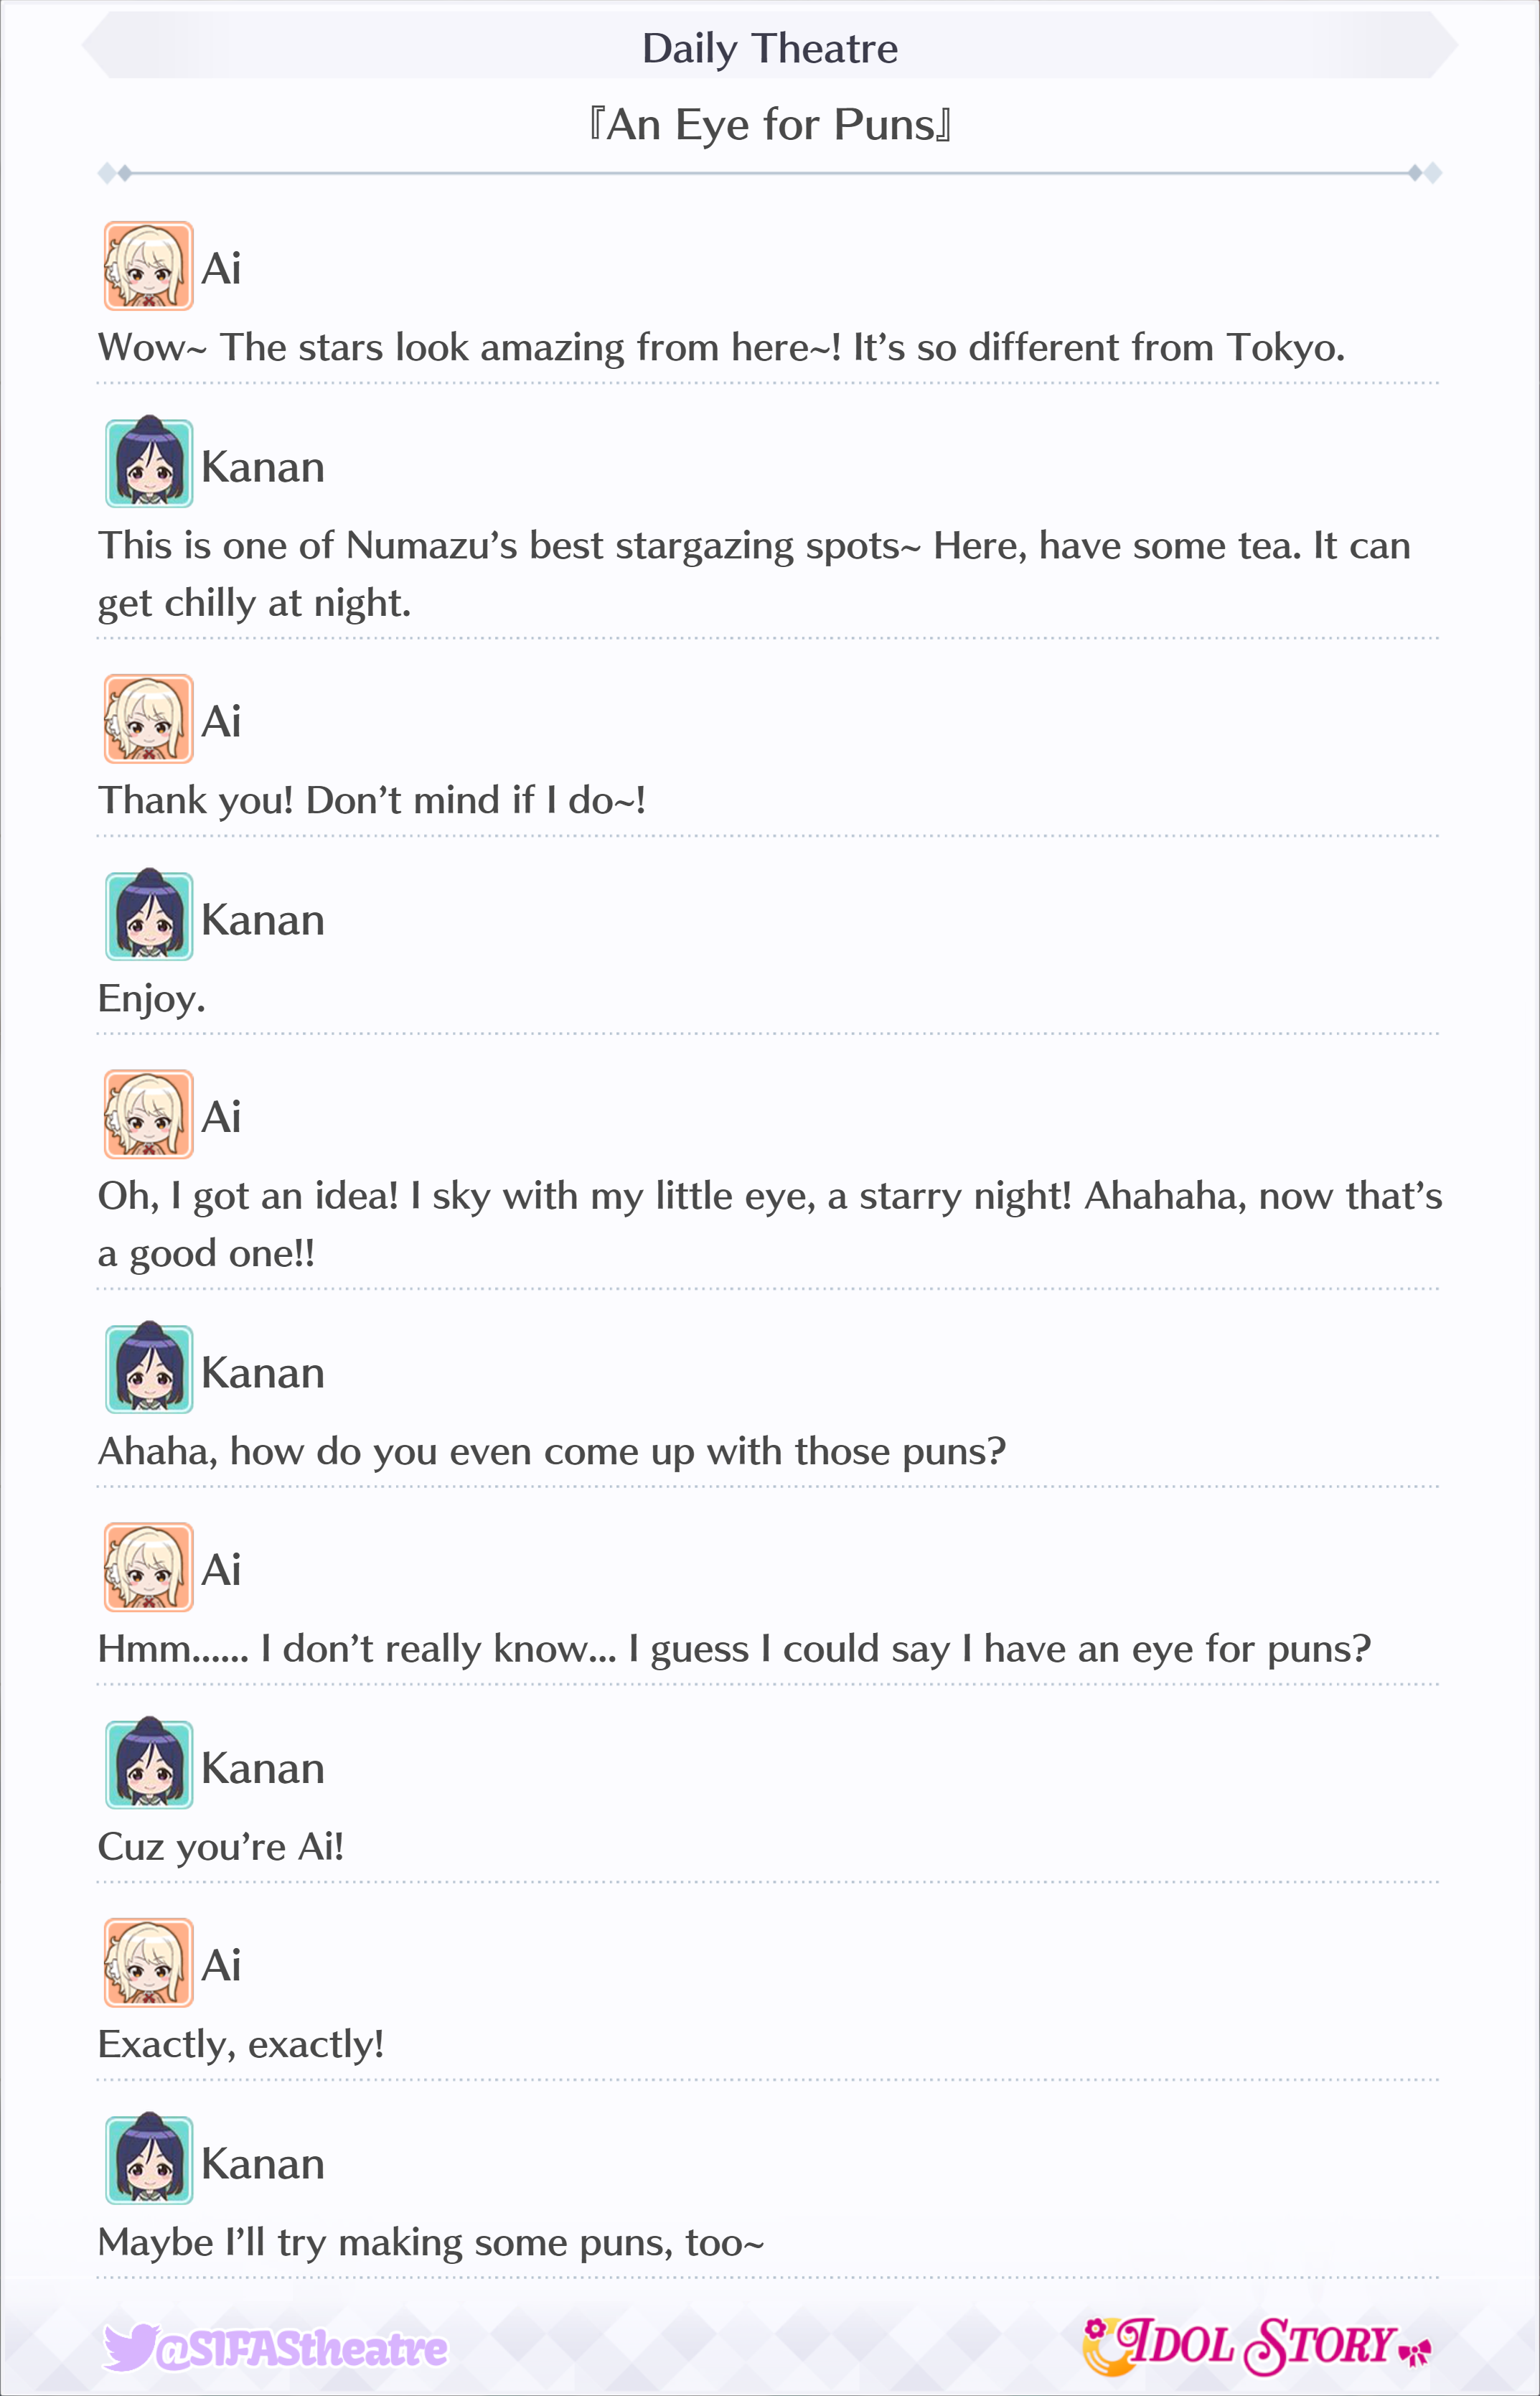 Daily Theatre
『An Eye for Puns』
Ai
Wow~ The stars look amazing from here~! It’s so different from Tokyo.
Kanan
This is one of Numazu’s best stargazing spots~ Here, have some tea. It can
get chilly at night.
Ai
Thank you! Don’t mind if I do~!
Kanan
Enjoy.
Ai
Oh, I got an idea! I sky with my little eye, a starry night! Ahahaha, now that’s
a good one!!
Kanan
Ahaha, how do you even come up with those puns?
Ai
Hmm...... I don’t really know... I guess I could say I have an eye for puns?
Kanan
Cuz you’re Ai!
Ai
Exactly, exactly!
Kanan
Maybe I’ll try making some puns, too~
@SIFAStheatre
IDOL STORY